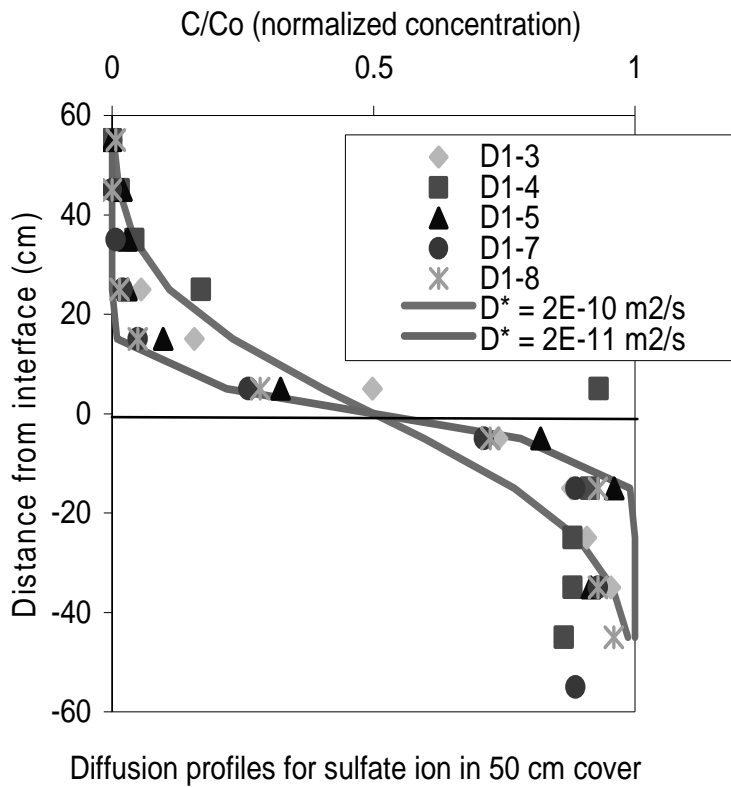 C/Co (normalized concentration)
0 0.5 1
60
40
20
0
-20
-40
-60
Distance from interface (cm)
D1-3
D1-4
D1-5
D1-7
D1-8
D* = 2E-10 m2/s
D* = 2E-11 m2/s
Diffusion profiles for sulfate ion in 50 cm cover